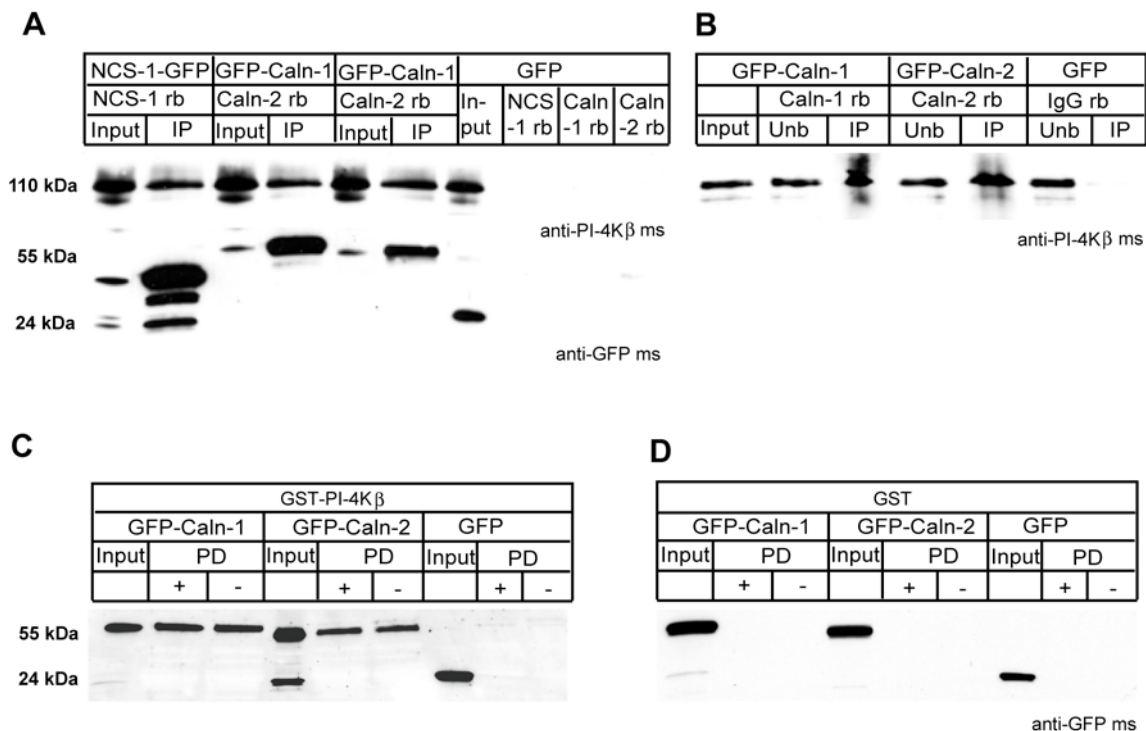 A
NCS-1-GFP GFP-Caln-1 GFP-Caln-1 GFP
NCS-1 rb Caln-2 rb Caln-2 rb In-put NCS-1 rb Caln-1 rb Caln-2 rb
Input IP Input IP Input IP
110 kDa
anti-PI-4Kβ ms
55 kDa
24 kDa
anti-GFP ms
B
GFP-Caln-1 GFP-Caln-2 GFP
Caln-1 rb Caln-2 rb IgG rb
Input Unb IP Unb IP Unb IP
anti-PI-4Kβ ms
C
GST-PI-4Kβ
GFP-Caln-1 GFP-Caln-2 GFP
Input PD Input PD Input PD
+ - + - + -
55 kDa
24 kDa
D
GST
GFP-Caln-1 GFP-Caln-2 GFP
Input PD Input PD Input PD
+ - + - + -
55 kDa
24 kDa
anti-GFP ms